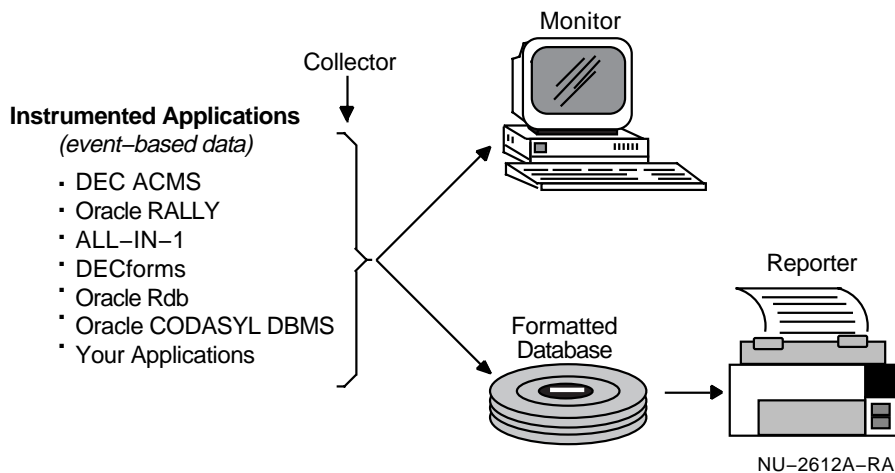 Monitor
Collector
Instrumented Applications
(event–based data)
· DEC ACMS
· Oracle RALLY
· ALL–IN–1
· DECforms
· Oracle Rdb
· Oracle CODASYL DBMS
· Your Applications
Reporter
Formatted
Database
NU–2612A–RA